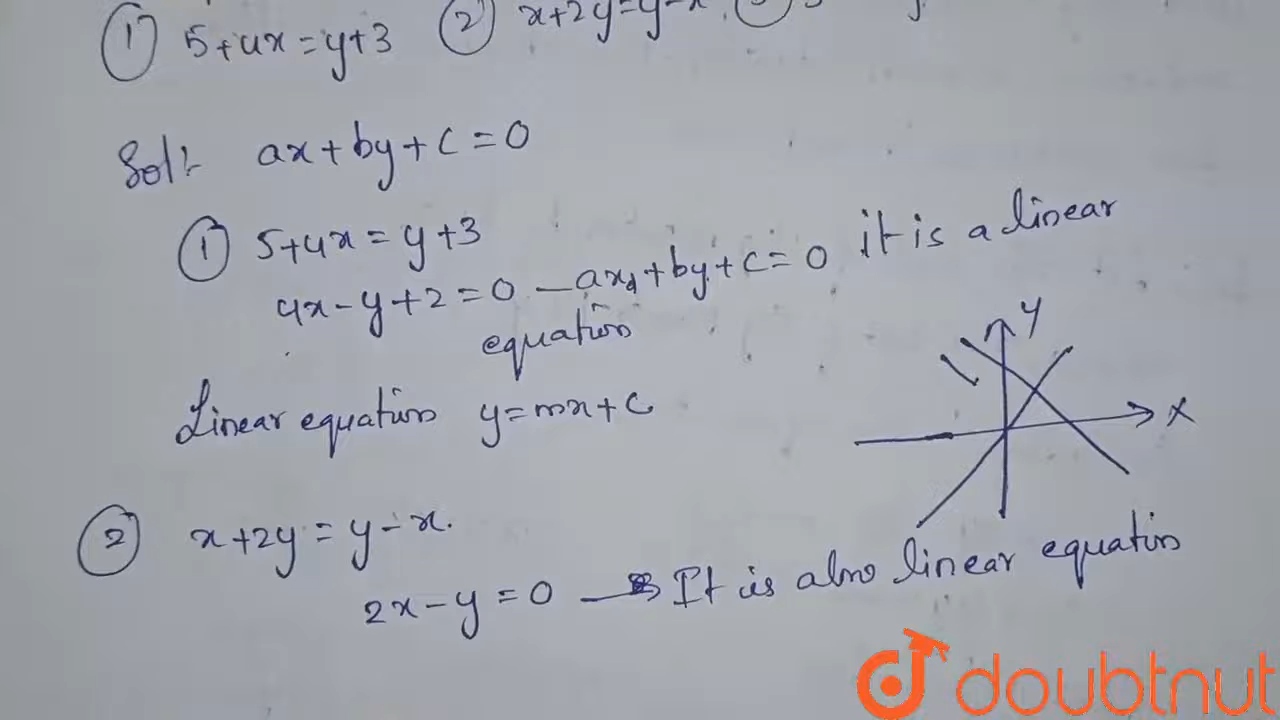 ① 5+4x=y+3 ② x+2y=y-x
Sol:- ax+by+c=0
① 5+4x=y+3
4x-y+2=0 — ax+by+c=0 it is a linear
equation
Linear equation y=mx+c
Y
X
② x+2y=y-x.
2x-y=0 → It is also linear equation
doubtnut